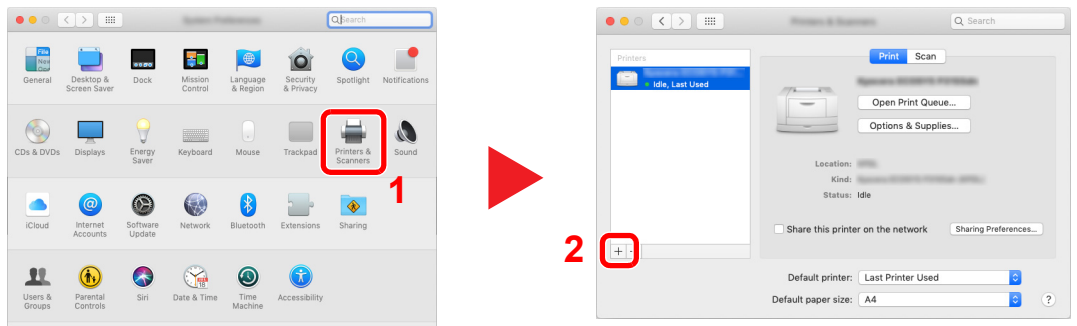 Search
File
New
General
Desktop &
Screen Saver
Dock
Mission
Control
Language
& Region
Security
& Privacy
Spotlight
Notifications
CDs & DVDs
Displays
Energy
Saver
Keyboard
Mouse
Trackpad
Printers &
Scanners
Sound
1
iCloud
Internet
Accounts
Software
Update
Network
Bluetooth
Extensions
Sharing
Users &
Groups
Parental
Controls
Siri
18
Date & Time
Time
Machine
Accessibility
Search
Printers
Idle, Last Used
Print Scan
Open Print Queue...
Options & Supplies...
Location:
Kind:
Status: Idle
Share this printer on the network Sharing Preferences...
2
+ -
Default printer: Last Printer Used
Default paper size: A4
?